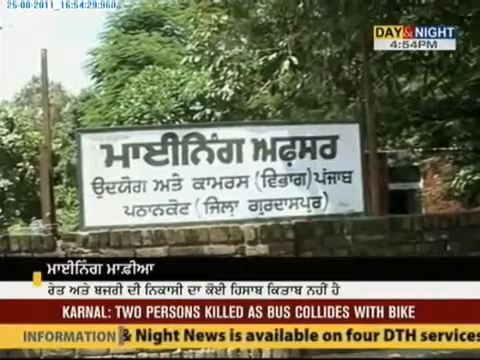 25-08-2011_16:54:29:960
DAY&NIGHT
4:54PM
ਮਾਈਨਿੰਗ ਅਫ਼ਸਰ
ਉਦਯੋਗ ਅਤੇ ਕਾਮਰਸ (ਵਿਭਾਗ) ਪੰਜਾਬ
ਪਠਾਨਕੋਟ (ਜਿਲਾ ਗੁਰਦਾਸਪੁਰ)
ਮਾਈਨਿੰਗ ਮਾਫੀਆ
ਰੇਤ ਅਤੇ ਬਜਰੀ ਦੀ ਨਿਕਾਸੀ ਦਾ ਕੋਈ ਹਿਸਾਬ ਕਿਤਾਬ ਨਹੀਂ ਹੈ
KARNAL: TWO PERSONS KILLED AS BUS COLLIDES WITH BIKE
INFORMATION & Night News is available on four DTH services